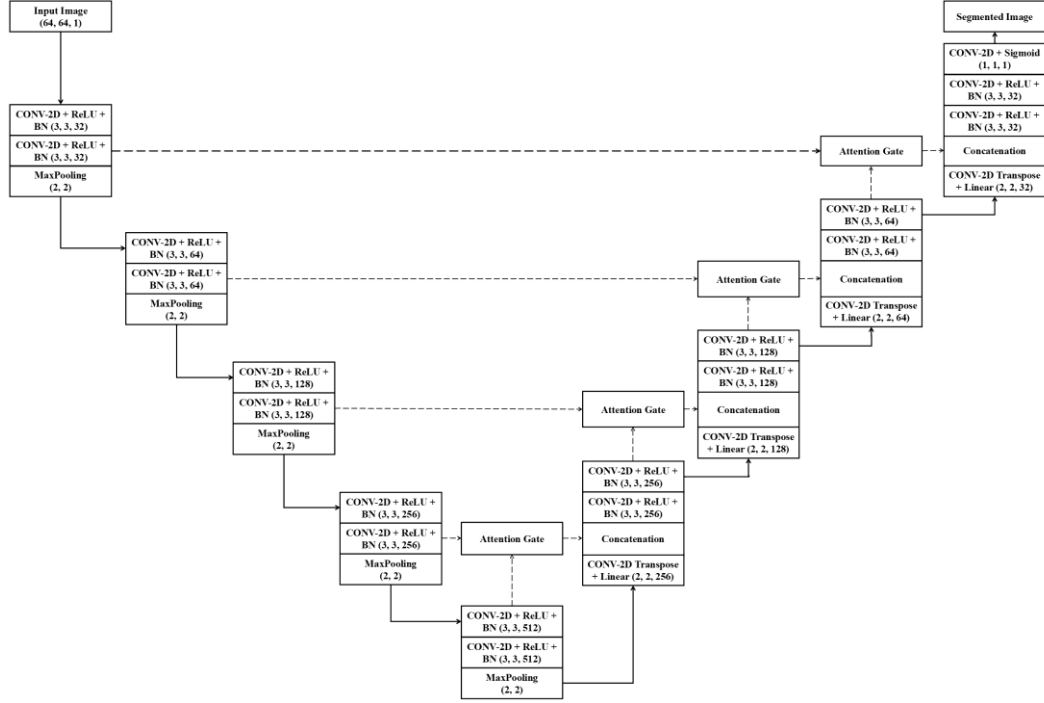 Input Image
(64, 64, 1)
CONV-2D + ReLU +
BN (3, 3, 32)
CONV-2D + ReLU +
BN (3, 3, 32)
MaxPooling
(2, 2)
CONV-2D + ReLU +
BN (3, 3, 64)
CONV-2D + ReLU +
BN (3, 3, 64)
MaxPooling
(2, 2)
CONV-2D + ReLU +
BN (3, 3, 128)
CONV-2D + ReLU +
BN (3, 3, 128)
MaxPooling
(2, 2)
CONV-2D + ReLU +
BN (3, 3, 256)
CONV-2D + ReLU +
BN (3, 3, 256)
MaxPooling
(2, 2)
CONV-2D + ReLU +
BN (3, 3, 512)
CONV-2D + ReLU +
BN (3, 3, 512)
MaxPooling
(2, 2)
Attention Gate
CONV-2D + ReLU +
BN (3, 3, 256)
CONV-2D + ReLU +
BN (3, 3, 256)
Concatenation
CONV-2D Transpose
+ Linear (2, 2, 256)
Attention Gate
CONV-2D + ReLU +
BN (3, 3, 128)
CONV-2D + ReLU +
BN (3, 3, 128)
Concatenation
CONV-2D Transpose
+ Linear (2, 2, 128)
Attention Gate
CONV-2D + ReLU +
BN (3, 3, 64)
CONV-2D + ReLU +
BN (3, 3, 64)
Concatenation
CONV-2D Transpose
+ Linear (2, 2, 64)
Attention Gate
Segmented Image
CONV-2D + Sigmoid
(1, 1, 1)
CONV-2D + ReLU +
BN (3, 3, 32)
CONV-2D + ReLU +
BN (3, 3, 32)
Concatenation
CONV-2D Transpose
+ Linear (2, 2, 32)